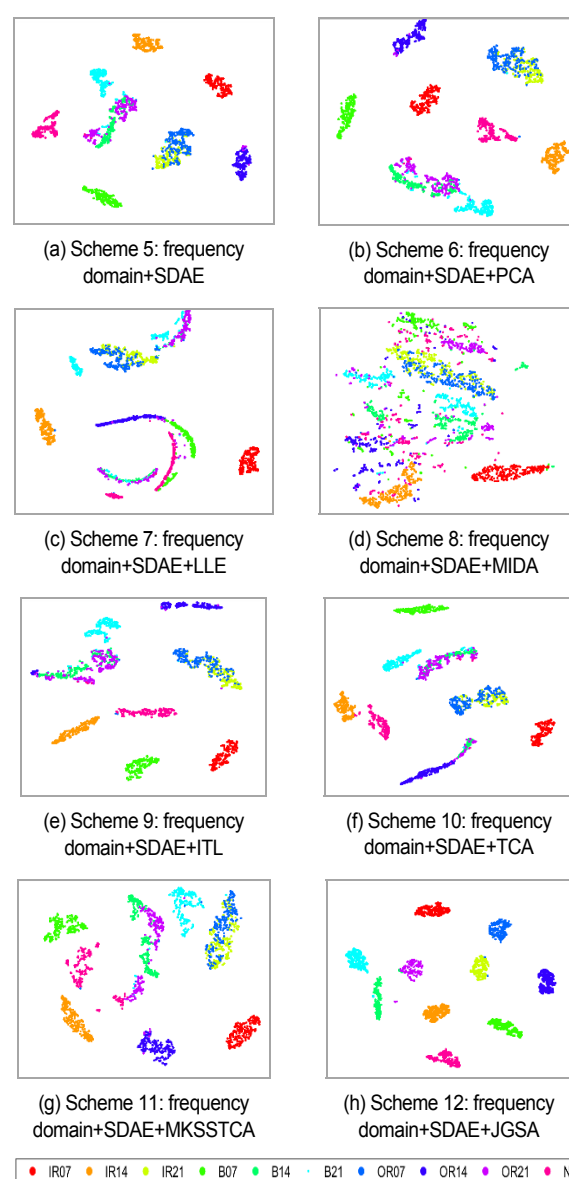 (a) Scheme 5: frequency
domain+SDAE
(b) Scheme 6: frequency
domain+SDAE+PCA
(c) Scheme 7: frequency
domain+SDAE+LLE
(d) Scheme 8: frequency
domain+SDAE+MIDA
(e) Scheme 9: frequency
domain+SDAE+ITL
(f) Scheme 10: frequency
domain+SDAE+TCA
(g) Scheme 11: frequency
domain+SDAE+MKSSTCA
(h) Scheme 12: frequency
domain+SDAE+JGSA
IR07 IR14 IR21 B07 B14 B21 OR07 OR14 OR21 N